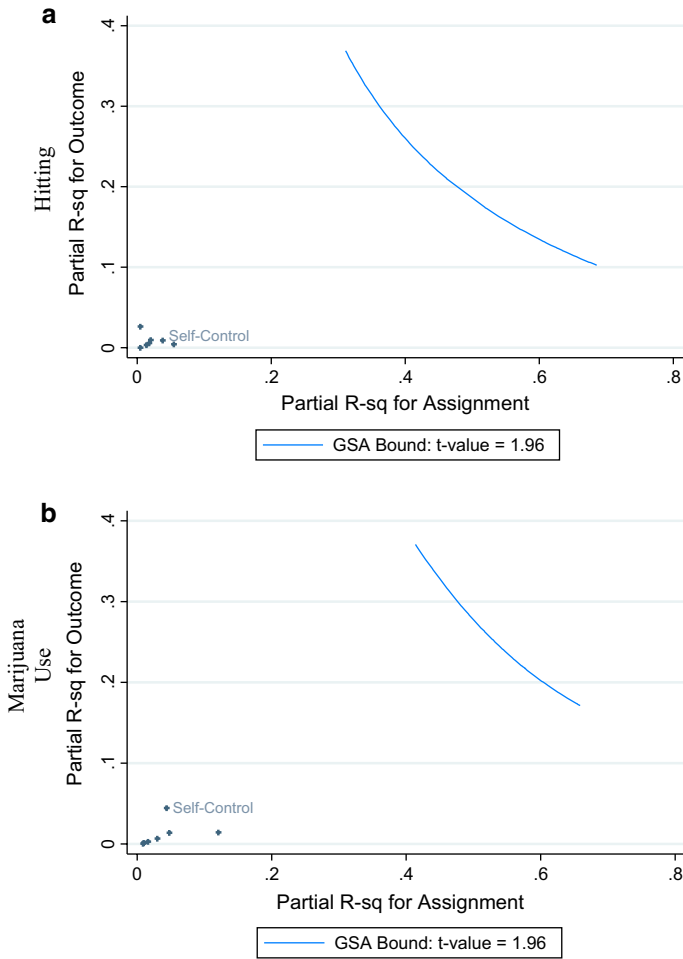 a
Hitting
Partial R-sq for Outcome
.4
.3
.2
.1
0
Self-Control
0 .2 .4 .6 .8
Partial R-sq for Assignment
GSA Bound: t-value = 1.96
b
Marijuana
Use
Partial R-sq for Outcome
.4
.3
.2
.1
0
Self-Control
0 .2 .4 .6 .8
Partial R-sq for Assignment
GSA Bound: t-value = 1.96